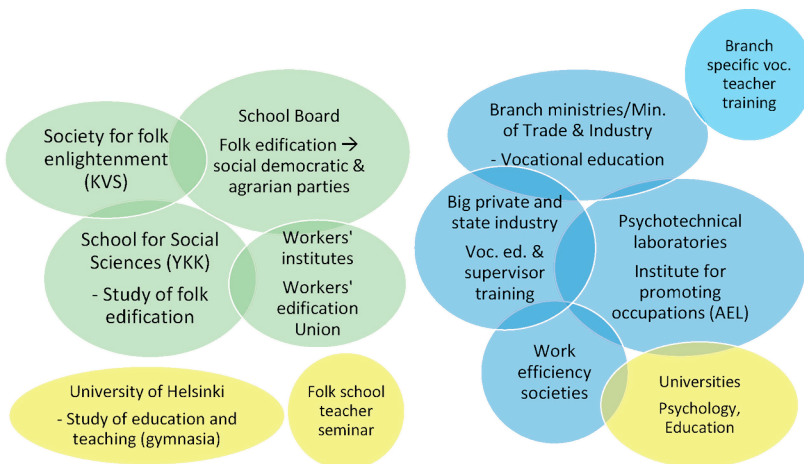 School Board
Folk edification →
social democratic &
agrarian parties
Society for folk
enlightenment
(KVS)
School for Social
Sciences (YKK)
- Study of folk
edification
Workers'
institutes
Workers'
edification
Union
University of Helsinki
- Study of education and
teaching (gymnasia)
Folk school
teacher
seminar
Branch
specific voc.
teacher
training
Branch ministries/Min.
of Trade & Industry
- Vocational education
Big private and
state industry
Voc. ed. &
supervisor
training
Psychotechnical
laboratories
Institute for
promoting
occupations (AEL)
Work
efficiency
societies
Universities
Psychology,
Education